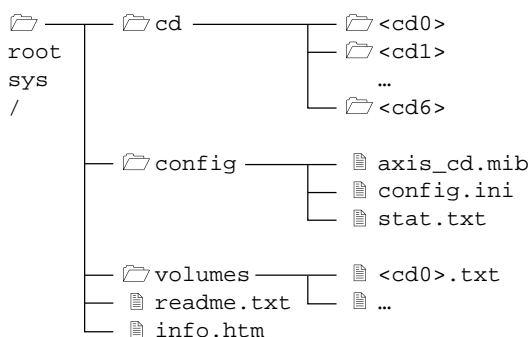 cd <cd0>
root <cd1>
sys …
/ <cd6>
config axis_cd.mib
config.ini
stat.txt
volumes <cd0>.txt
readme.txt …
info.htm